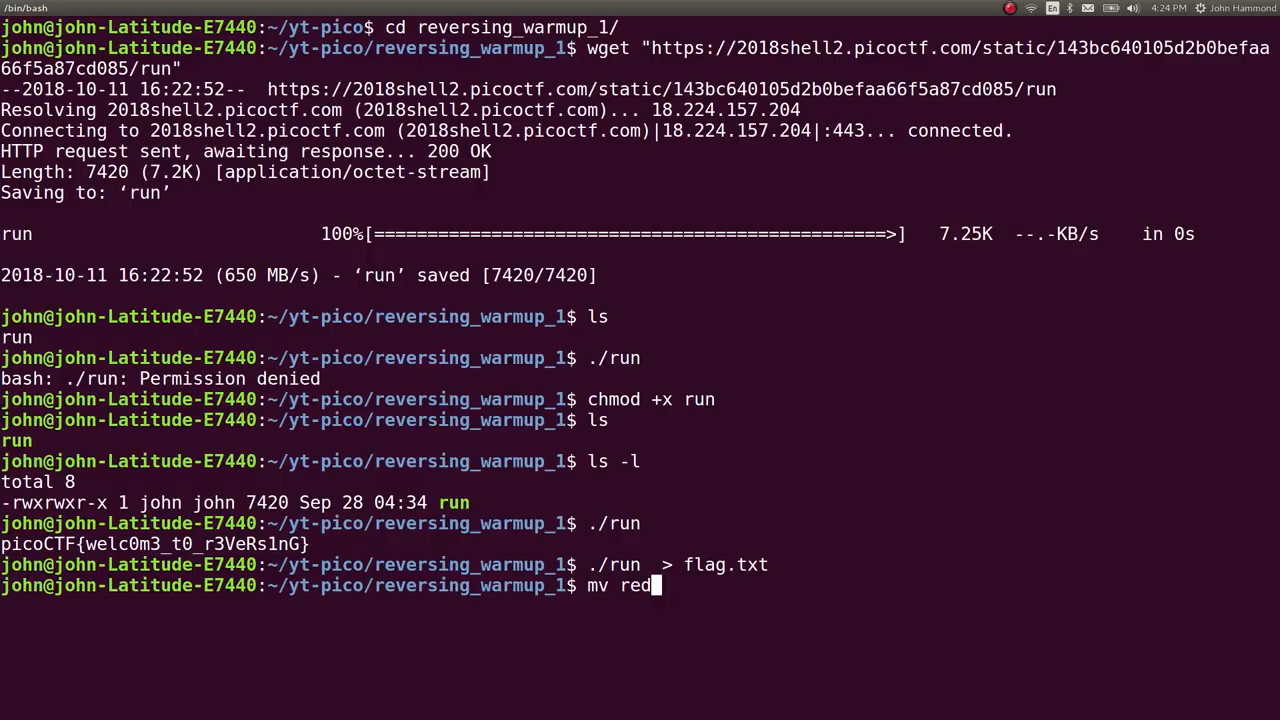 /bin/bash
En
4:24 PM
John Hammond
john@john-Latitude-E7440:~/yt-pico$ cd reversing_warmup_1/
john@john-Latitude-E7440:~/yt-pico/reversing_warmup_1$ wget "https://2018shell2.picoctf.com/static/143bc640105d2b0befaa
66f5a87cd085/run"
--2018-10-11 16:22:52--  https://2018shell2.picoctf.com/static/143bc640105d2b0befaa66f5a87cd085/run
Resolving 2018shell2.picoctf.com (2018shell2.picoctf.com)... 18.224.157.204
Connecting to 2018shell2.picoctf.com (2018shell2.picoctf.com)|18.224.157.204|:443... connected.
HTTP request sent, awaiting response... 200 OK
Length: 7420 (7.2K) [application/octet-stream]
Saving to: ‘run’
run                           100%[================================================>]   7.25K  --.-KB/s    in 0s
2018-10-11 16:22:52 (650 MB/s) - ‘run’ saved [7420/7420]
john@john-Latitude-E7440:~/yt-pico/reversing_warmup_1$ ls
run
john@john-Latitude-E7440:~/yt-pico/reversing_warmup_1$ ./run
bash: ./run: Permission denied
john@john-Latitude-E7440:~/yt-pico/reversing_warmup_1$ chmod +x run
john@john-Latitude-E7440:~/yt-pico/reversing_warmup_1$ ls
run
john@john-Latitude-E7440:~/yt-pico/reversing_warmup_1$ ls -l
total 8
-rwxrwxr-x 1 john john 7420 Sep 28 04:34 run
john@john-Latitude-E7440:~/yt-pico/reversing_warmup_1$ ./run
picoCTF{welc0m3_t0_r3VeRs1nG}
john@john-Latitude-E7440:~/yt-pico/reversing_warmup_1$ ./run  > flag.txt
john@john-Latitude-E7440:~/yt-pico/reversing_warmup_1$ mv red